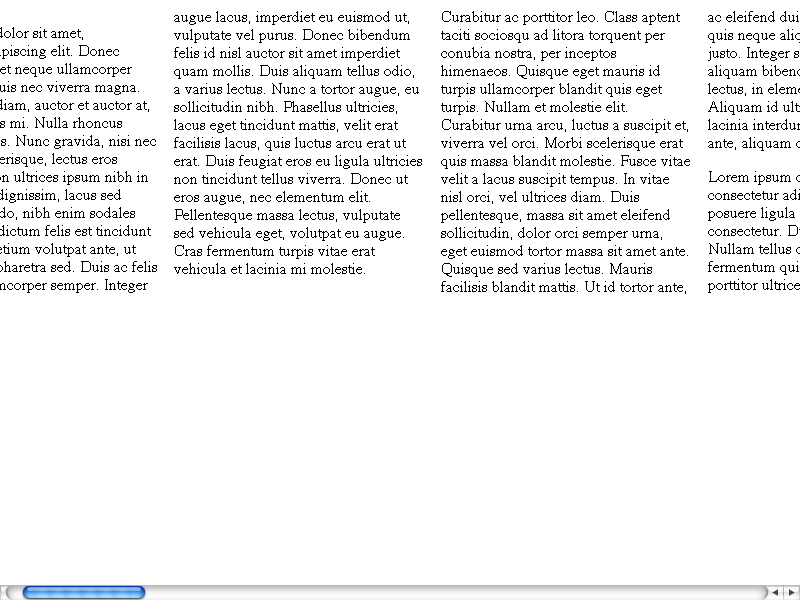 dolor sit amet,
piscing elit. Donec
et neque ullamcorper
uis nec viverra magna.
diam, auctor et auctor at,
s mi. Nulla rhoncus
s. Nunc gravida, nisi nec
erisque, lectus eros
n ultrices ipsum nibh in
dignissim, lacus sed
do, nibh enim sodales
dictum felis est tincidunt
etium volutpat ante, ut
pharetra sed. Duis ac felis
mcorper semper. Integer
augue lacus, imperdiet eu euismod ut,
vulputate vel purus. Donec bibendum
felis id nisl auctor sit amet imperdiet
quam mollis. Duis aliquam tellus odio,
a varius lectus. Nunc a tortor augue, eu
sollicitudin nibh. Phasellus ultricies,
lacus eget tincidunt mattis, velit erat
facilisis lacus, quis luctus arcu erat ut
erat. Duis feugiat eros eu ligula ultricies
non tincidunt tellus viverra. Donec ut
eros augue, nec elementum elit.
Pellentesque massa lectus, vulputate
sed vehicula eget, volutpat eu augue.
Cras fermentum turpis vitae erat
vehicula et lacinia mi molestie.
Curabitur ac porttitor leo. Class aptent
taciti sociosqu ad litora torquent per
conubia nostra, per inceptos
himenaeos. Quisque eget mauris id
turpis ullamcorper blandit quis eget
turpis. Nullam et molestie elit.
Curabitur urna arcu, luctus a suscipit et,
viverra vel orci. Morbi scelerisque erat
quis massa blandit molestie. Fusce vitae
velit a lacus suscipit tempus. In vitae
nisl orci, vel ultrices diam. Duis
pellentesque, massa sit amet eleifend
sollicitudin, dolor orci semper urna,
eget euismod tortor massa sit amet ante.
Quisque sed varius lectus. Mauris
facilisis blandit mattis. Ut id tortor ante,
ac eleifend dui
quis neque aliq
justo. Integer s
aliquam biben
lectus, in eleme
Aliquam id ult
lacinia interdu
ante, aliquam
Lorem ipsum
consectetur adi
posuere ligula
consectetur. D
Nullam tellus
fermentum qui
porttitor ultrice